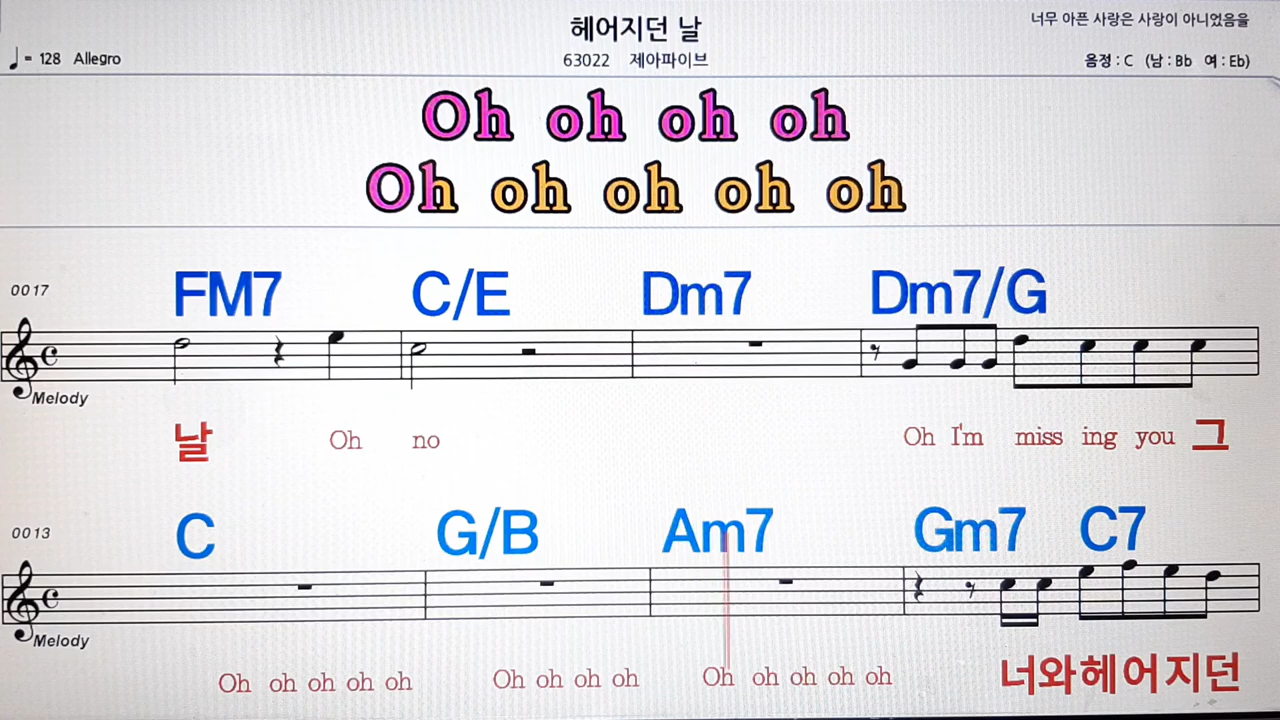 헤어지던 날
너무 아픈 사랑은 사랑이 아니었음을
♩= 128 Allegro
63022 제아파이브
음정 : C (남 : Bb 여 : Eb)
Oh oh oh oh
Oh oh oh oh oh
0017
FM7 C/E Dm7 Dm7/G
Melody
날 Oh no Oh I'm miss ing you 그
0013
C G/B Am7 Gm7 C7
Melody
Oh oh oh oh oh Oh oh oh oh Oh oh oh oh oh 너와헤어지던